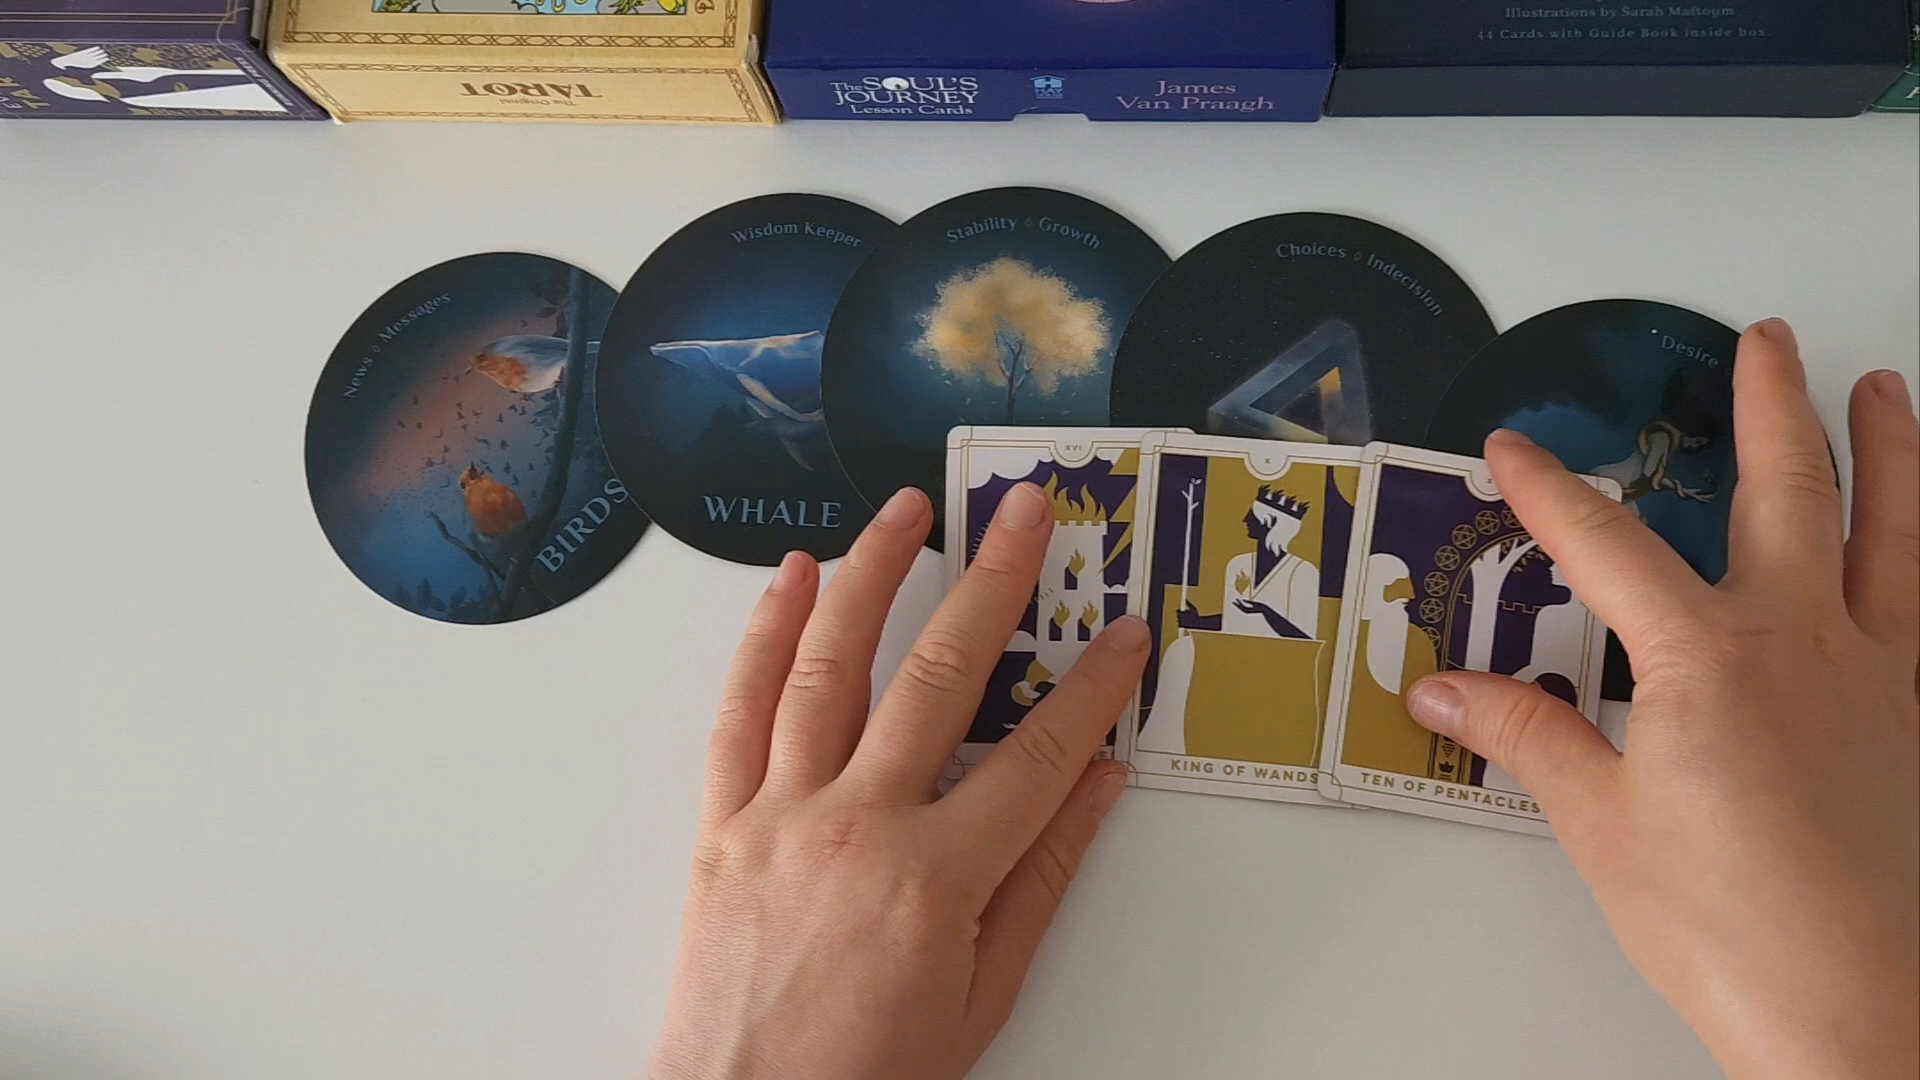 Illustrations by Sarah Maftoum
44 Cards with Guide Book inside box.
The Original
TAROT
The SOUL'S
JOURNEY
Lesson Cards
HAY
James
Van Praagh
News ◇ Messages
BIRDS
Wisdom Keeper
WHALE
Stability ◇ Growth
Choices ◇ Indecision
Desire
XVI
KING OF WANDS
TEN OF PENTACLES